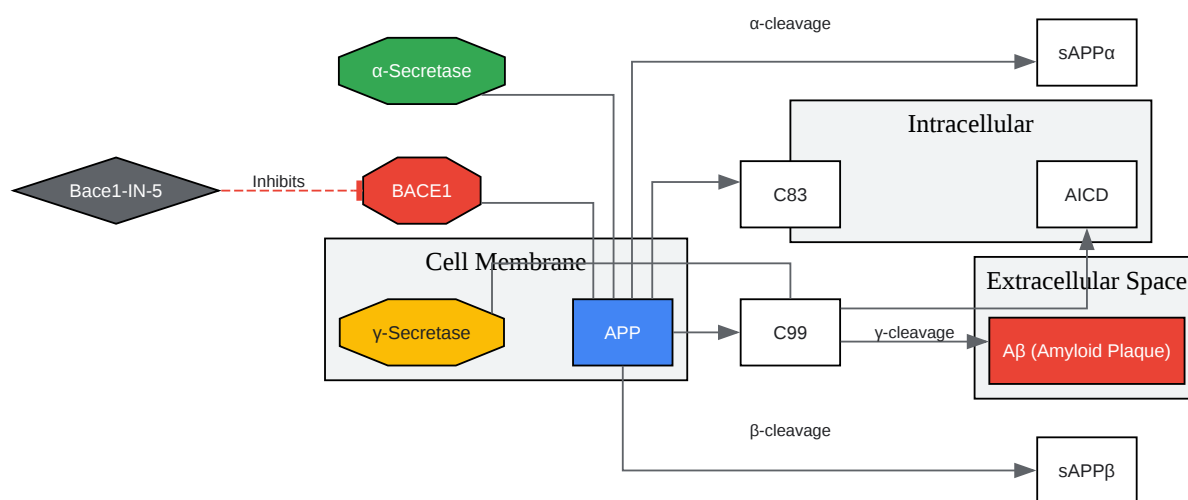 α-cleavage
sAPPα
α-Secretase
Intracellular
Bace1-IN-5
Inhibits
BACE1
C83
AICD
Cell Membrane
Extracellular Space
γ-Secretase
APP
C99
γ-cleavage
Aβ (Amyloid Plaque)
β-cleavage
sAPPβ